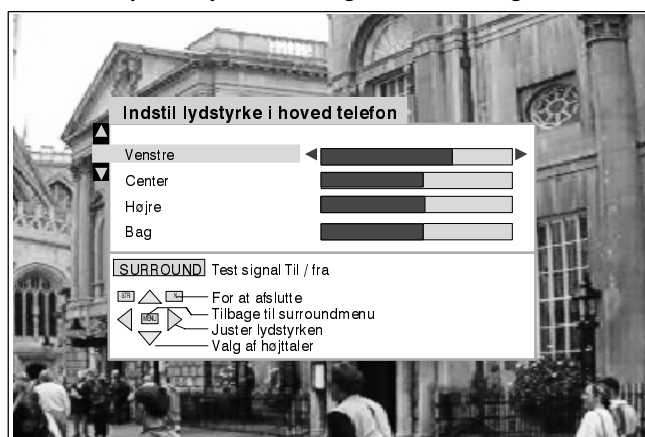 Indstil lydstyrke i hoved telefon
Venstre
Center
Højre
Bag
SURROUND Test signal Til / fra
STR N
For at afslutte
MENU
Tilbage til surroundmenu
Juster lydstyrken
Valg af højttaler